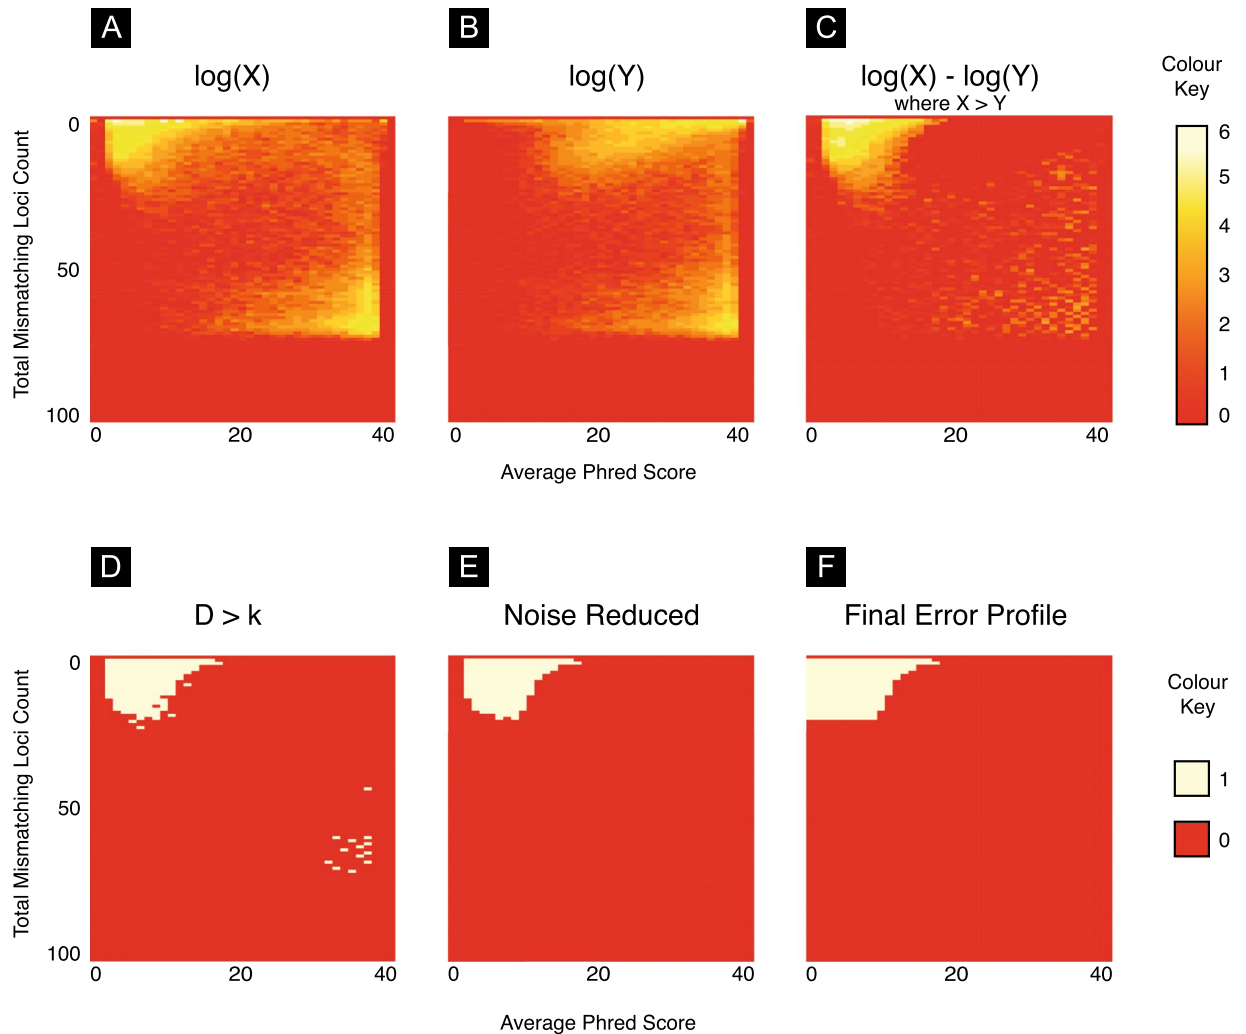 A
B
C
log(X)
log(Y)
log(X) - log(Y)
where X > Y
Colour
Key
Total Mismatching Loci Count
0
50
100
0 20 40
0 20 40
0 20 40
6
5
4
3
2
1
0
Average Phred Score
D
E
F
D > k
Noise Reduced
Final Error Profile
Colour
Key
Total Mismatching Loci Count
0
50
100
0 20 40
0 20 40
0 20 40
1
0
Average Phred Score